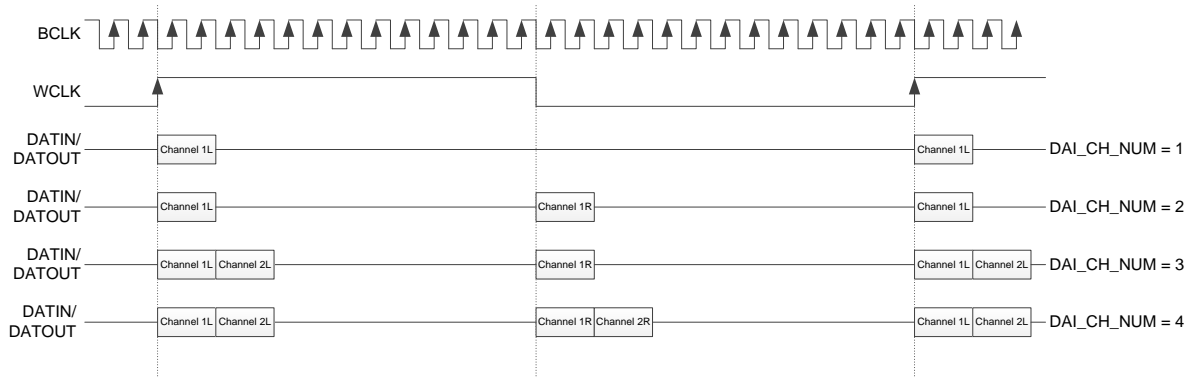 BCLK
WCLK
DATIN/
DATOUT
Channel 1L
Channel 1L
DAI_CH_NUM = 1
DATIN/
DATOUT
Channel 1L
Channel 1R
Channel 1L
DAI_CH_NUM = 2
DATIN/
DATOUT
Channel 1L
Channel 2L
Channel 1R
Channel 1L
Channel 2L
DAI_CH_NUM = 3
DATIN/
DATOUT
Channel 1L
Channel 2L
Channel 1R
Channel 2R
Channel 1L
Channel 2L
DAI_CH_NUM = 4